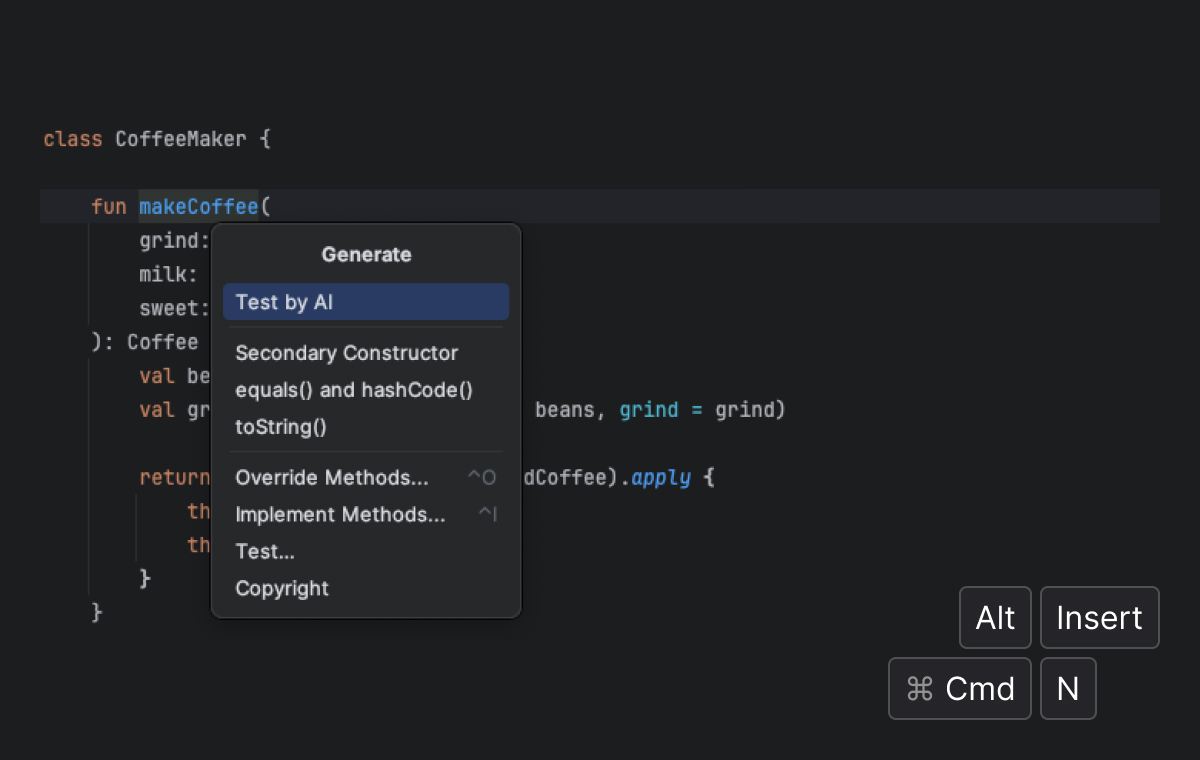 class CoffeeMaker {
fun makeCoffee(
grind:
milk:
sweet:
): Coffee
val be
val gr beans, grind = grind)
return dCoffee).apply {
th
th
}
}
Generate
Test by AI
Secondary Constructor
equals() and hashCode()
toString()
Override Methods... ^O
Implement Methods... ^I
Test...
Copyright
Alt Insert
⌘ Cmd N